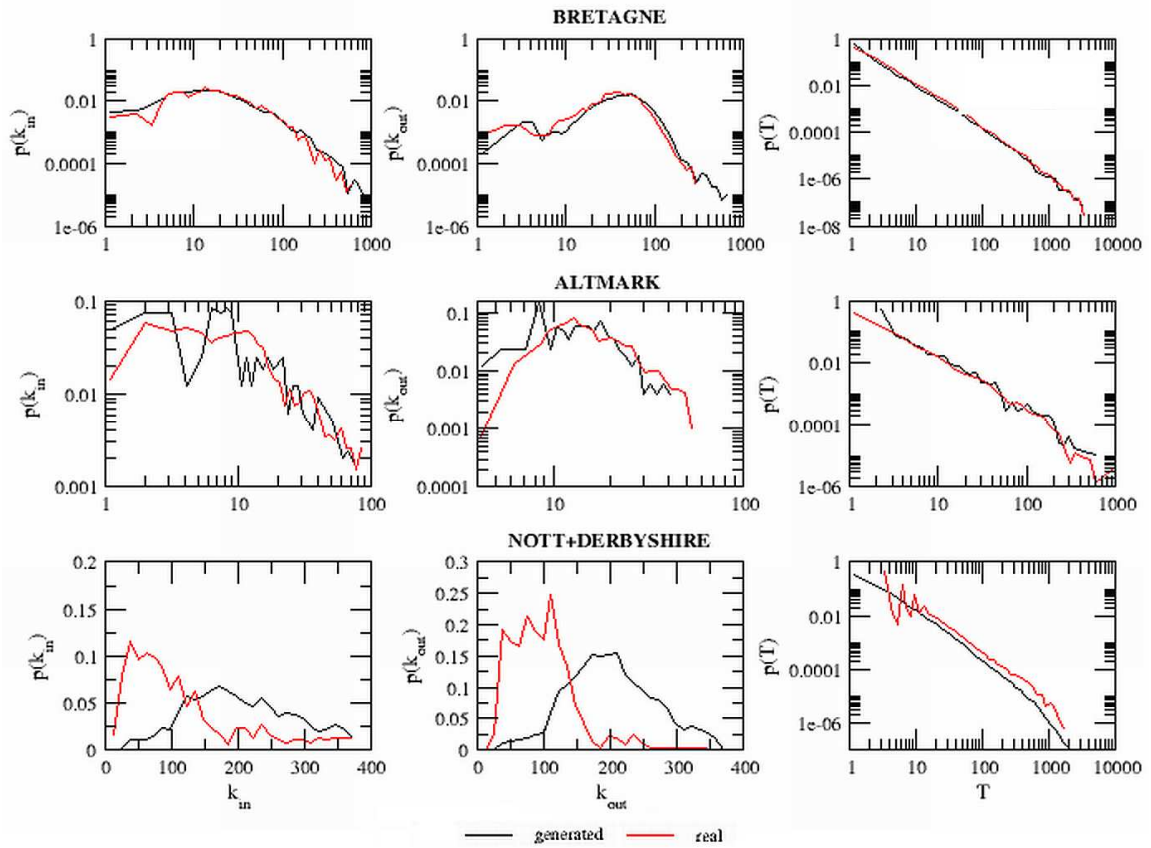 BRETAGNE
1
0.01
0.0001
1e-06
p(k_in)
1 10 100 1000
1
0.01
0.0001
1e-06
p(k_out)
1 10 100 1000
1
0.01
0.0001
1e-06
1e-08
p(T)
1 10 100 1000 10000
ALTMARK
0.1
0.01
0.001
p(k_in)
1 10 100
0.1
0.01
0.001
0.0001
p(k_out)
10 100
1
0.01
0.0001
1e-06
p(T)
1 10 100 1000
NOTT+DERBYSHIRE
0.2
0.15
0.1
0.05
0
p(k_in)
0 100 200 300 400
k_in
0.3
0.25
0.2
0.15
0.1
0.05
0
p(k_out)
0 100 200 300 400
k_out
1
0.01
0.0001
1e-06
p(T)
1 10 100 1000 10000
T
generated real